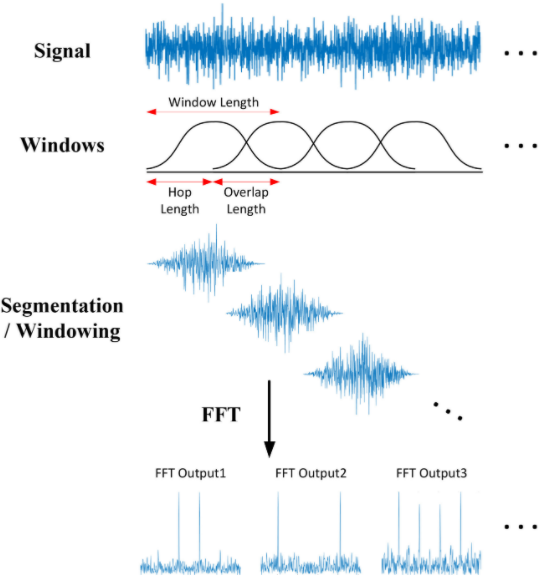 Signal
Window Length
Windows
Hop
Length
Overlap
Length
Segmentation
/ Windowing
FFT
FFT Output1
FFT Output2
FFT Output3